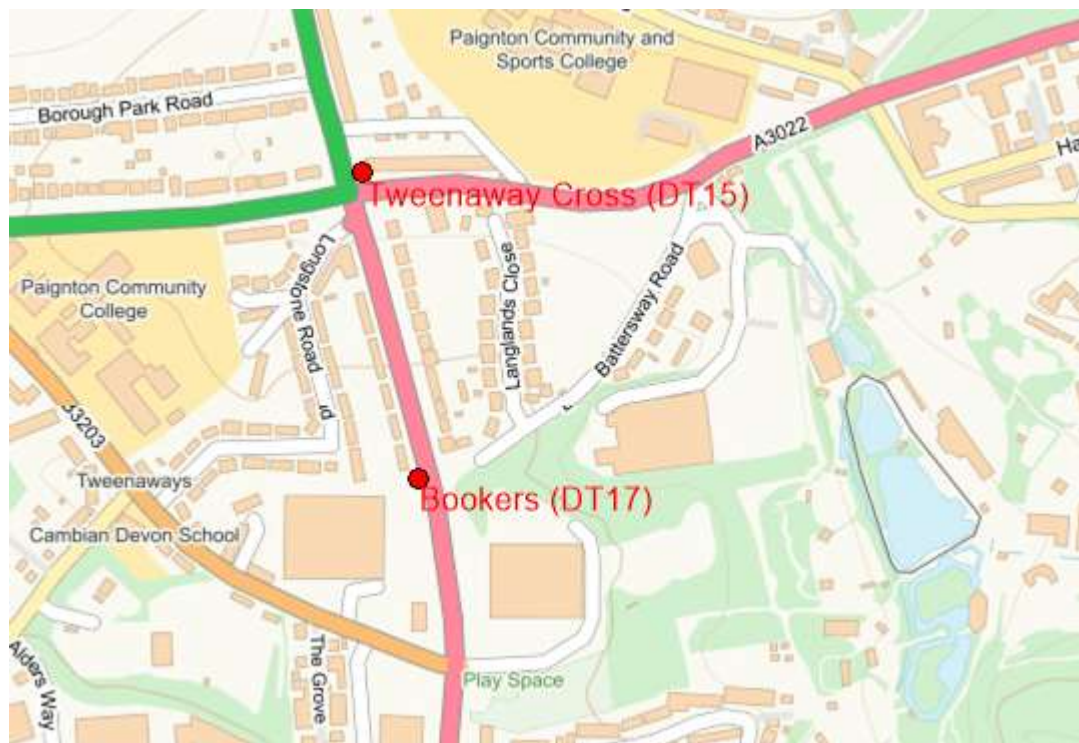 Paignton Community and
Sports College
Borough Park Road
A3022
Tweenaway Cross (DT15)
Longstone Road
Langlands Close
Battersway Road
Paignton Community
College
Tweenaways
Bookers (DT17)
Cambian Devon School
The Grove
Play Space
Alders Way